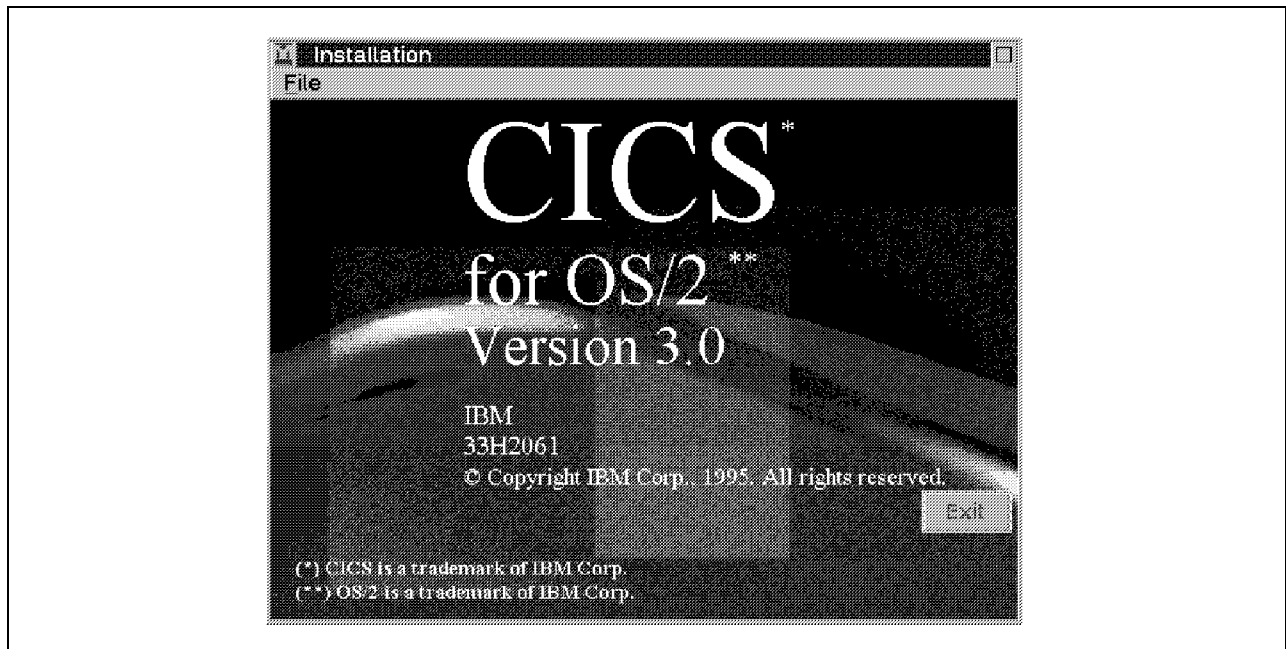 Installation
File
CICS*
for OS/2 **
Version 3.0
IBM
33H2061
© Copyright IBM Corp., 1995. All rights reserved.
Exit
(*) CICS is a trademark of IBM Corp.
(**) OS/2 is a trademark of IBM Corp.